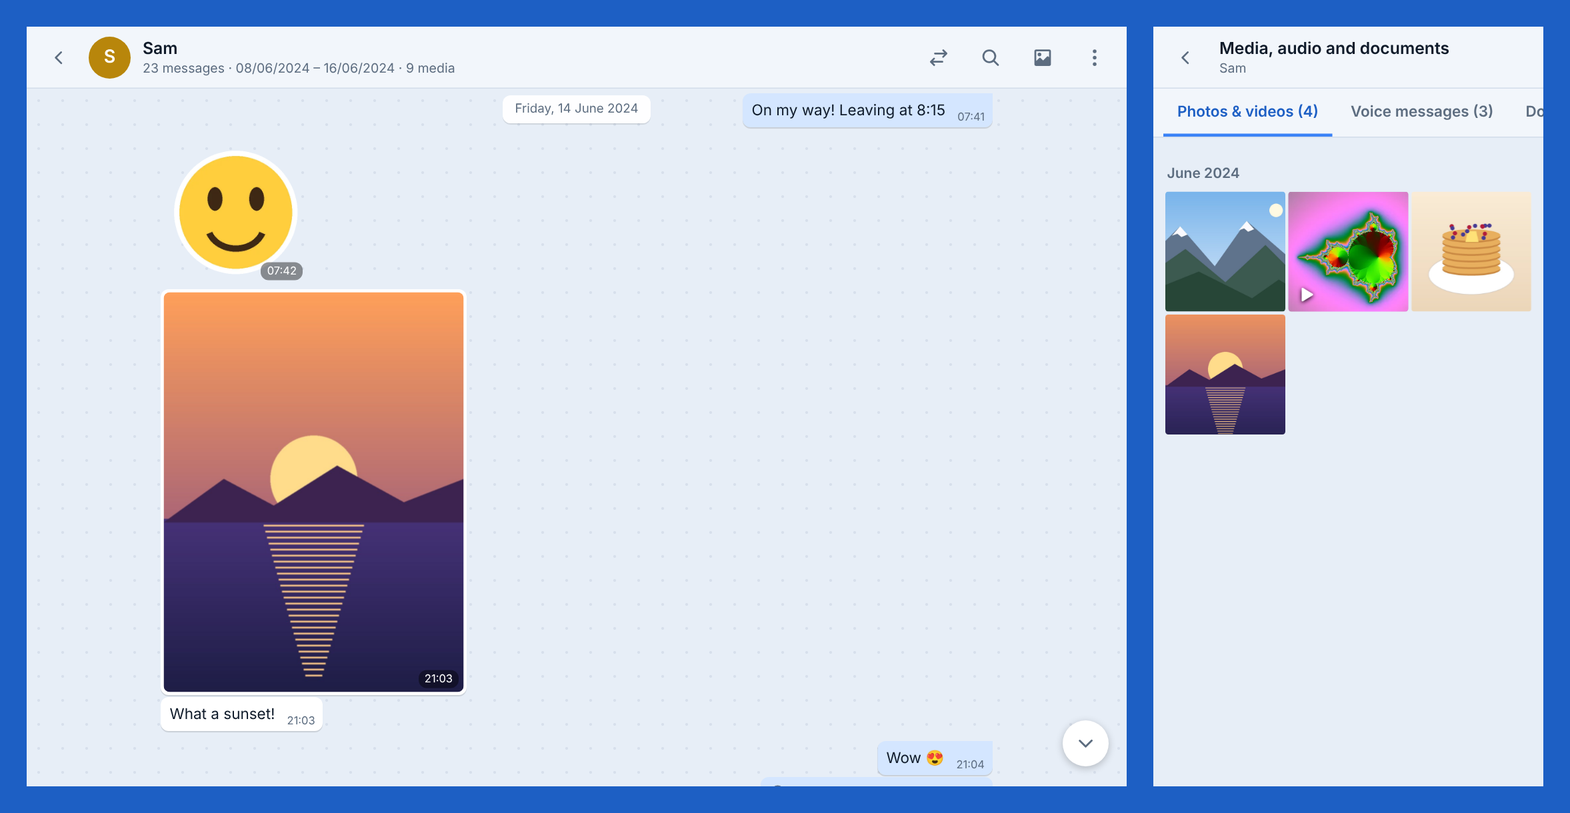 S
Sam
23 messages · 08/06/2024 – 16/06/2024 · 9 media
Friday, 14 June 2024
On my way! Leaving at 8:15 07:41
07:42
21:03
What a sunset! 21:03
Wow 😍 21:04
Media, audio and documents
Sam
Photos & videos (4) Voice messages (3) Do
June 2024